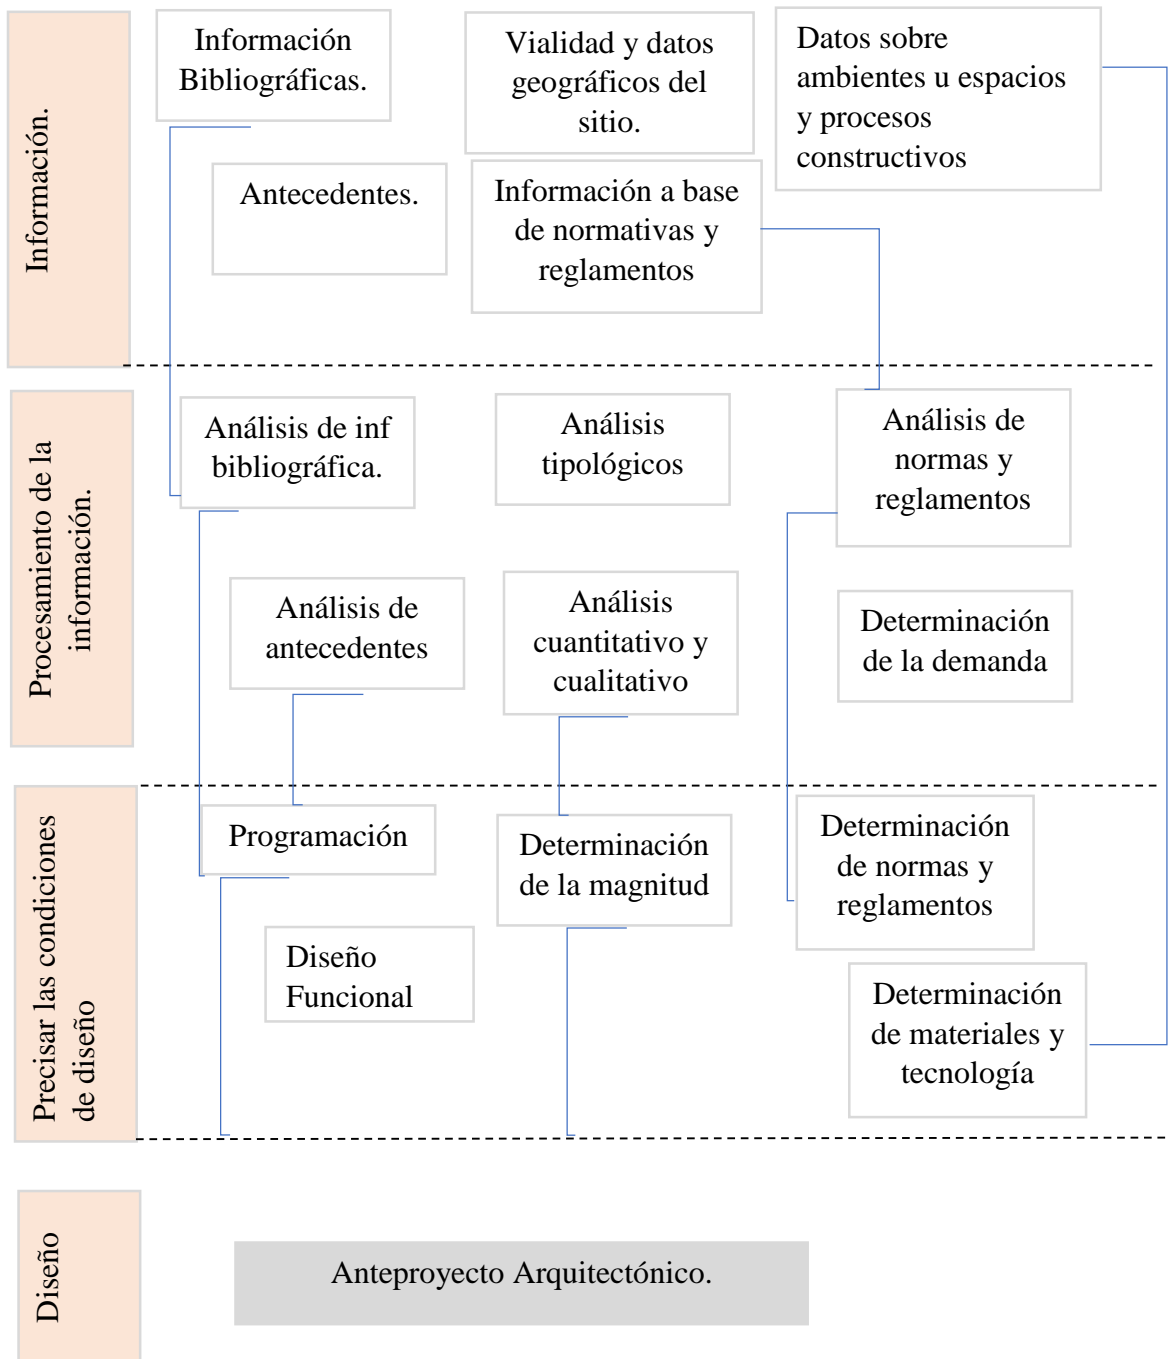 Información.
Información
Bibliográficas.
Vialidad y datos
geográficos del
sitio.
Datos sobre
ambientes u espacios
y procesos
constructivos
Antecedentes.
Información a base
de normativas y
reglamentos
Procesamiento de la
información.
Análisis de inf
bibliográfica.
Análisis
tipológicos
Análisis de
normas y
reglamentos
Análisis de
antecedentes
Análisis
cuantitativo y
cualitativo
Determinación
de la demanda
Precisar las condiciones
de diseño
Programación
Determinación
de la magnitud
Determinación
de normas y
reglamentos
Diseño
Funcional
Determinación
de materiales y
tecnología
Diseño
Anteproyecto Arquitectónico.